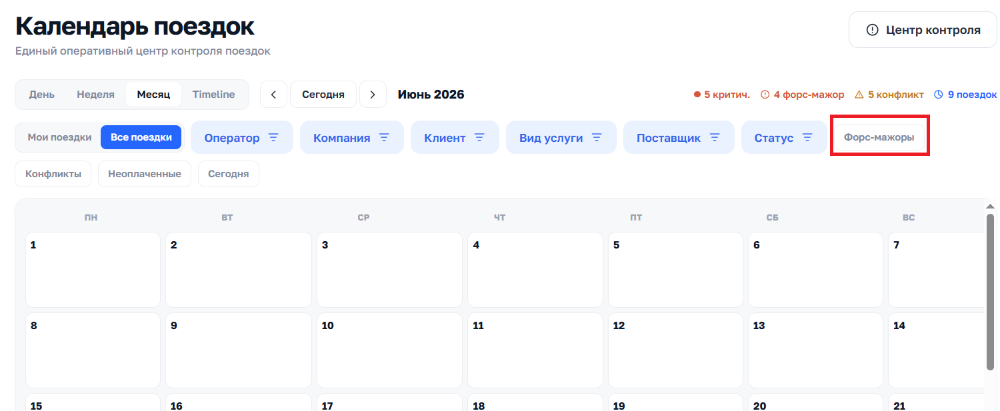 Календарь поездок
Центр контроля
Единый оперативный центр контроля поездок
День Неделя Месяц Timeline Сегодня Июнь 2026 5 критич. 4 форс-мажор 5 конфликт 9 поездок
Мои поездки Все поездки Оператор Компания Клиент Вид услуги Поставщик Статус Форс-мажоры
Конфликты Неоплаченные Сегодня
ПН ВТ СР ЧТ ПТ СБ ВС
1 2 3 4 5 6 7
8 9 10 11 12 13 14
15 16 17 18 19 20 21